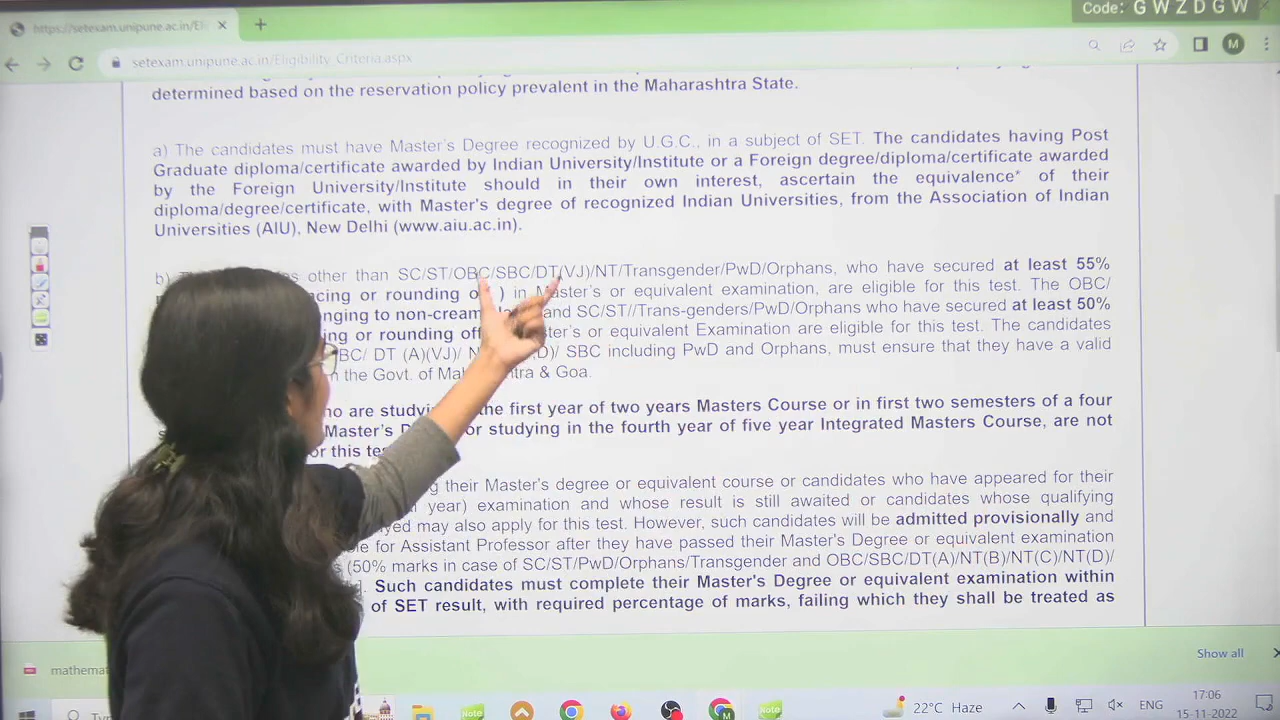 Code: G W Z D G W
https://setexam.unipune.ac.in/Eli
setexam.unipune.ac.in/Eligibility_Criteria.aspx
M
determined based on the reservation policy prevalent in the Maharashtra State.
a) The candidates must have Master's Degree recognized by U.G.C., in a subject of SET. The candidates having Post
Graduate diploma/certificate awarded by Indian University/Institute or a Foreign degree/diploma/certificate awarded
by the Foreign University/Institute should in their own interest, ascertain the equivalence* of their
diploma/degree/certificate, with Master's degree of recognized Indian Universities, from the Association of Indian
Universities (AIU), New Delhi (www.aiu.ac.in).
b) other than SC/ST/OBC/SBC/DT(VJ)/NT/Transgender/PwD/Orphans, who have secured at least 55%
or rounding ) in Master's or equivalent examination, are eligible for this test. The OBC/
to non-cream and SC/ST//Trans-genders/PwD/Orphans who have secured at least 50%
or rounding off equivalent Examination are eligible for this test. The candidates
DT (A)(VJ)/ SBC including PwD and Orphans, must ensure that they have a valid
the Govt. of & Goa.
are the first year of two years Masters Course or in first two semesters of a four
Master's or studying in the fourth year of five year Integrated Masters Course, are not
for this
their Master's degree or equivalent course or candidates who have appeared for their
year) examination and whose result is still awaited or candidates whose qualifying
may also apply for this test. However, such candidates will be admitted provisionally and
for Assistant Professor after they have passed their Master's Degree or equivalent examination
(50% marks in case of SC/ST/PwD/Orphans/Transgender and OBC/SBC/DT(A)/NT(B)/NT(C)/NT(D)/
Such candidates must complete their Master's Degree or equivalent examination within
of SET result, with required percentage of marks, failing which they shall be treated as
mathemat
Show all
Note
Note
22°C Haze
ENG
17:06
15-11-2022